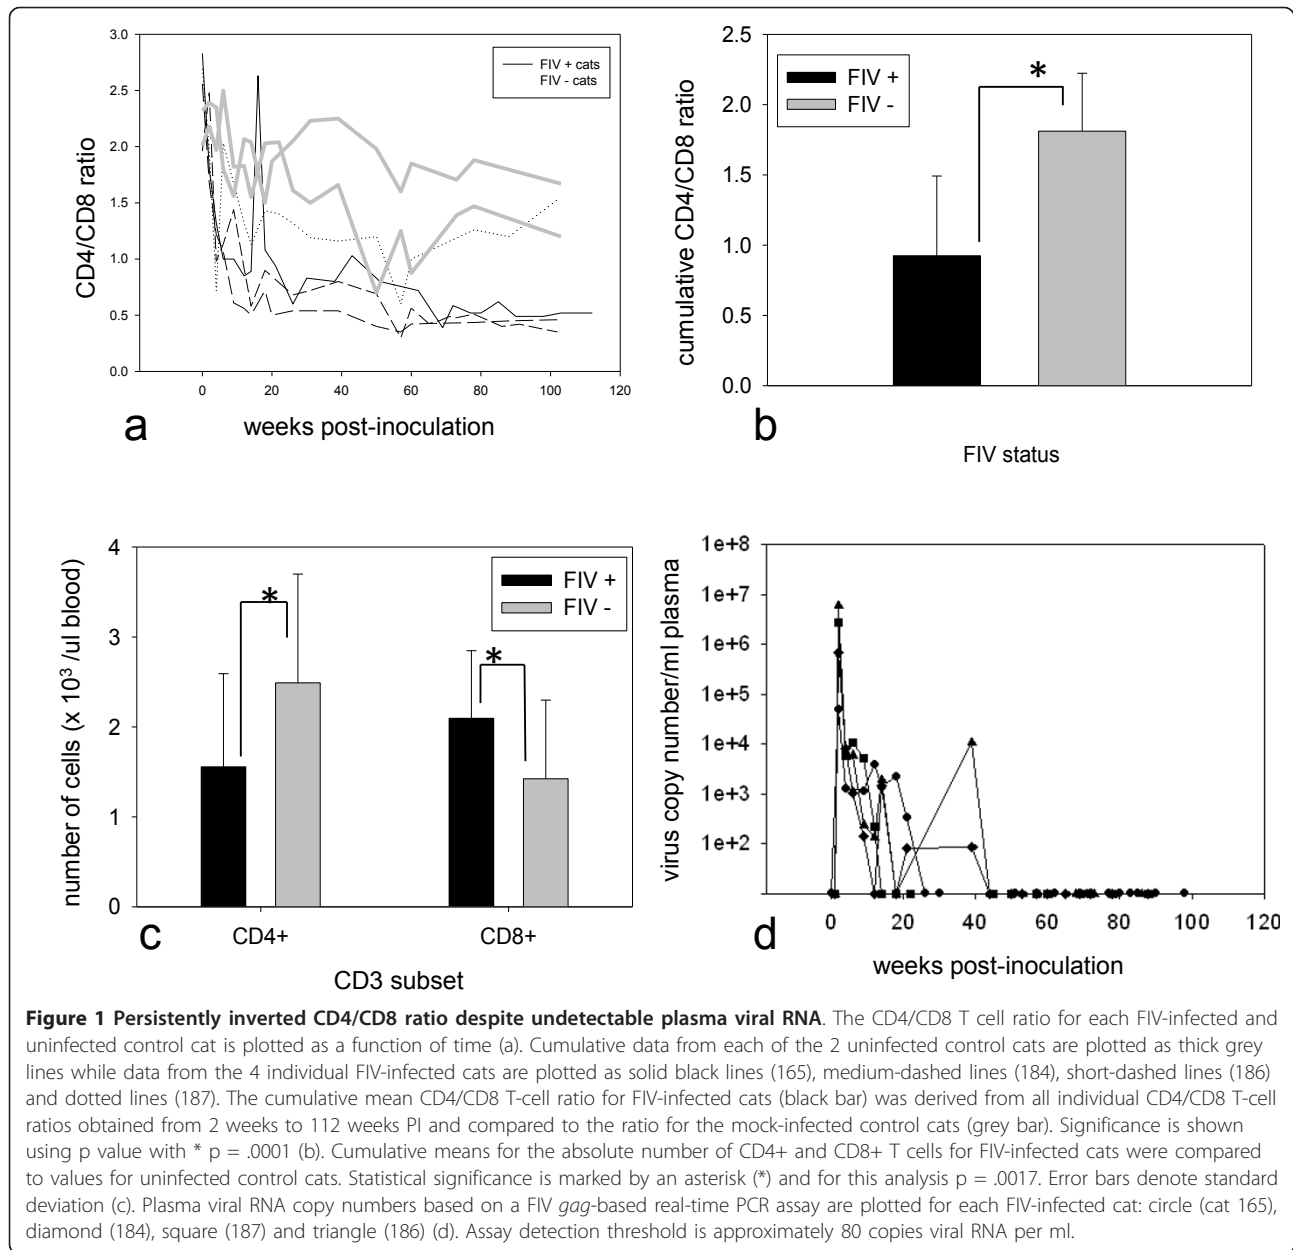 3.0
2.5
2.0
1.5
1.0
0.5
0.0
CD4/CD8 ratio
FIV + cats
FIV - cats
0 20 40 60 80 100 120
weeks post-inoculation
a
2.5
2.0
1.5
1.0
0.5
0.0
cumulative CD4/CD8 ratio
FIV +
FIV -
*
b
FIV status
4
3
2
1
0
number of cells (x 10³ /ul blood)
FIV +
FIV -
*
*
CD4+ CD8+
c
CD3 subset
1e+8
1e+7
1e+6
1e+5
1e+4
1e+3
1e+2
virus copy number/ml plasma
0 20 40 60 80 100 120
d
weeks post-inoculation
Figure 1 Persistently inverted CD4/CD8 ratio despite undetectable plasma viral RNA. The CD4/CD8 T cell ratio for each FIV-infected and
uninfected control cat is plotted as a function of time (a). Cumulative data from each of the 2 uninfected control cats are plotted as thick grey
lines while data from the 4 individual FIV-infected cats are plotted as solid black lines (165), medium-dashed lines (184), short-dashed lines (186)
and dotted lines (187). The cumulative mean CD4/CD8 T-cell ratio for FIV-infected cats (black bar) was derived from all individual CD4/CD8 T-cell
ratios obtained from 2 weeks to 112 weeks PI and compared to the ratio for the mock-infected control cats (grey bar). Significance is shown
using p value with * p = .0001 (b). Cumulative means for the absolute number of CD4+ and CD8+ T cells for FIV-infected cats were compared
to values for uninfected control cats. Statistical significance is marked by an asterisk (*) and for this analysis p = .0017. Error bars denote standard
deviation (c). Plasma viral RNA copy numbers based on a FIV gag-based real-time PCR assay are plotted for each FIV-infected cat: circle (cat 165),
diamond (184), square (187) and triangle (186) (d). Assay detection threshold is approximately 80 copies viral RNA per ml.